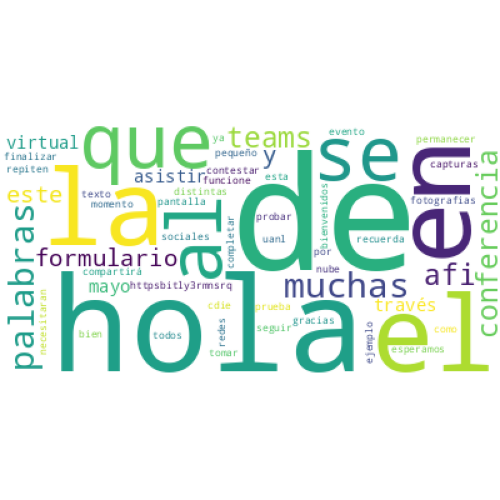 que
teams
ya
evento
permanecer
virtual
se
finalizar
pequeño
y
capturas
repiten
contestar
asistir
funcione
esta
de
en
la
al
este
texto
momento
distintas
pantalla
fotografias
bienvenidos
probar
palabras
formulario
sociales
completar
uanl
recuerda
conferencia
por
compartirá
muchas
afi
nube
mayo
httpsbitly3rmnsrq
hola
el
necesitaran
cdie
prueba
través
redes
gracias
como
bien
todos
seguir
ejemplo
esperamos
tomar